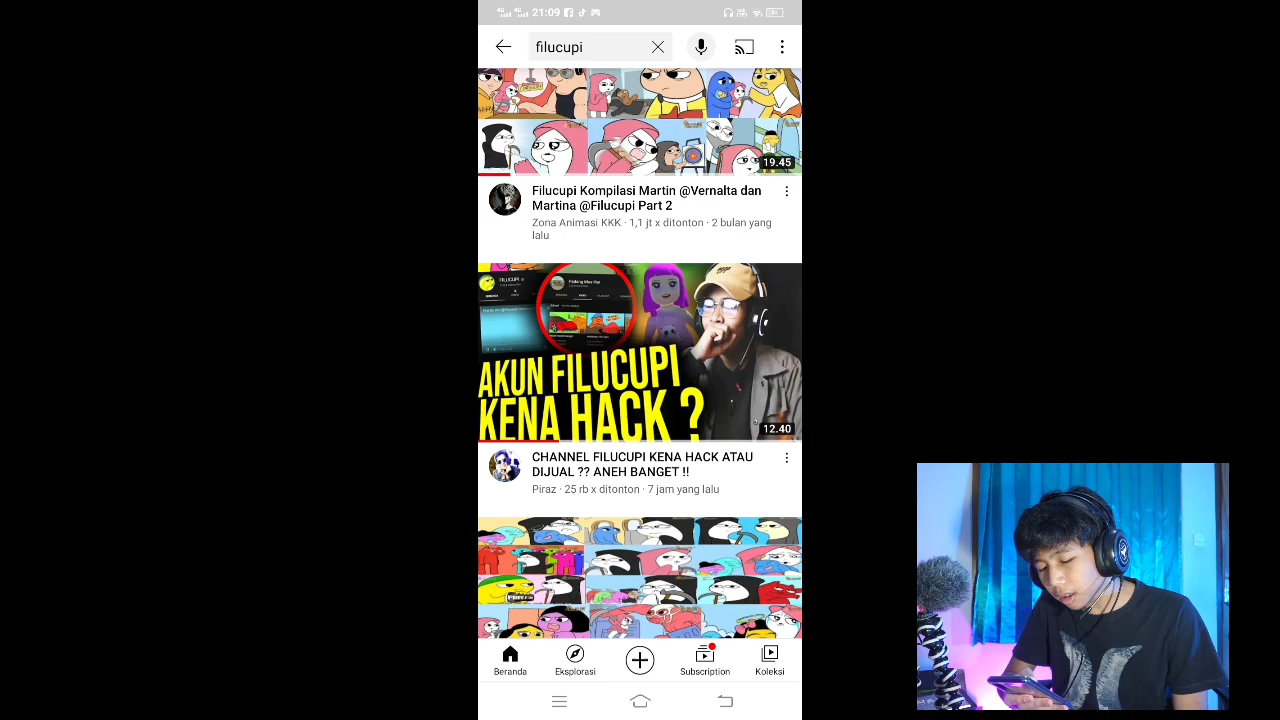 21:09
filucupi
19.45
Filucupi Kompilasi Martin @Vernalta dan
Martina @Filucupi Part 2
Zona Animasi KKK · 1,1 jt x ditonton · 2 bulan yang
lalu
FILUCUPI
AKUN FILUCUPI
KENA HACK ?
12.40
CHANNEL FILUCUPI KENA HACK ATAU
DIJUAL ?? ANEH BANGET !!
Piraz · 25 rb x ditonton · 7 jam yang lalu
Beranda
Eksplorasi
Subscription
Koleksi